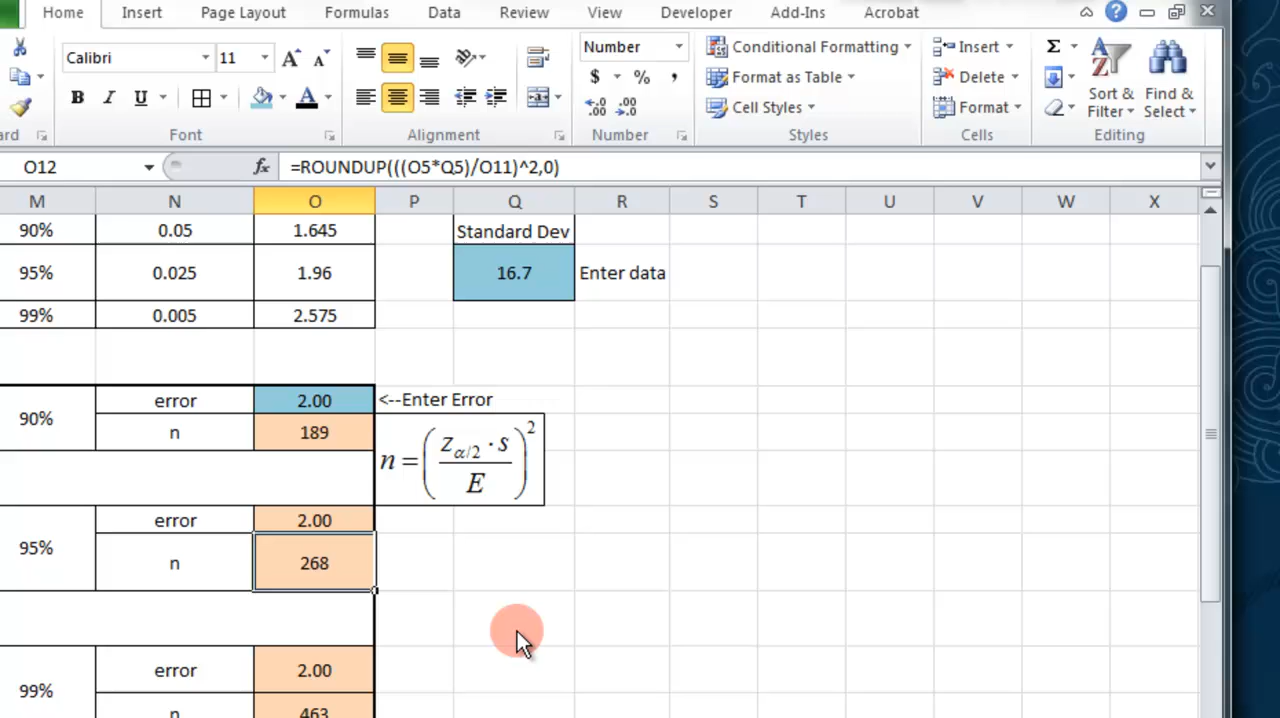 Home Insert Page Layout Formulas Data Review View Developer Add-Ins Acrobat
Calibri 11 Number Conditional Formatting Insert Σ
B I U $ % , Format as Table Delete Sort & Filter Find & Select
Cell Styles Format
ard Font Alignment Number Styles Cells Editing
O12 fx =ROUNDUP(((O5*Q5)/O11)^2,0)
M N O P Q R S T U V W X
90% 0.05 1.645 Standard Dev
95% 0.025 1.96 16.7 Enter data
99% 0.005 2.575
90% error 2.00 <--Enter Error
n 189 n = (z_{α/2} · s / E)^2
95% error 2.00
n 268
99% error 2.00
n 463